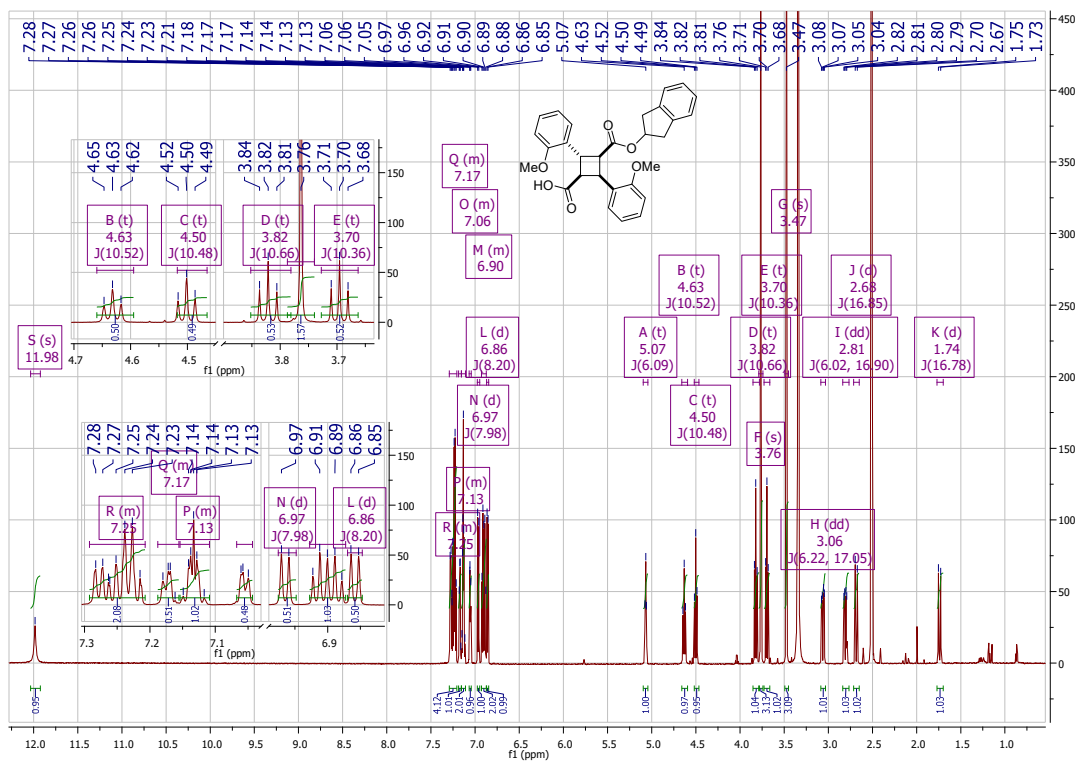 7.28 7.27 7.26 7.26 7.25 7.24 7.23 7.21 7.18 7.17 7.17 7.14 7.14 7.13 7.13 7.06 7.06 7.05 6.97 6.96 6.92 6.91 6.90 6.89 6.88 6.86 6.85 5.07 4.63 4.52 4.50 4.49 3.84 3.82 3.81 3.76 3.71 3.70 3.68 3.47 3.08 3.07 3.05 3.04 2.82 2.81 2.80 2.79 2.70 2.67 1.75 1.73
450
400
350
300
250
200
150
100
50
0
4.65 4.63 4.62 4.52 4.50 4.49 3.84 3.82 3.81 3.76 3.71 3.70 3.68
B (t)
4.63
J(10.52)
C (t)
4.50
J(10.48)
D (t)
3.82
J(10.66)
E (t)
3.70
J(10.36)
150
100
50
0
0.50 0.49 0.53 1.57 0.52
4.7 4.6 4.5 3.8 3.7
f1 (ppm)
O
O
MeO
OMe
HO
O
Q (m)
7.17
O (m)
7.06
M (m)
6.90
G (s)
3.47
B (t)
4.63
J(10.52)
E (t)
3.70
J(10.36)
J (d)
2.68
J(16.85)
S (s)
11.98
L (d)
6.86
J(8.20)
A (t)
5.07
J(6.09)
D (t)
3.82
J(10.66)
I (dd)
2.81
J(6.02, 16.90)
K (d)
1.74
J(16.78)
N (d)
6.97
J(7.98)
C (t)
4.50
J(10.48)
F (s)
3.76
P (m)
7.13
R (m)
7.25
H (dd)
3.06
J(6.22, 17.05)
7.28 7.27 7.25 7.24 7.23 7.14 7.14 7.13 7.13 6.97 6.91 6.89 6.86 6.85
Q (m)
7.17
R (m)
7.25
P (m)
7.13
N (d)
6.97
J(7.98)
L (d)
6.86
J(8.20)
150
100
50
0
2.08 0.51 1.02 0.48 0.51 1.03 0.50
7.3 7.2 7.1 6.9
f1 (ppm)
0.95 4.12 1.01 2.01 0.96 1.00 2.02 0.99 1.00 0.97 0.95 1.04 3.13 1.02 3.09 1.01 1.03 1.02 1.03
12.0 11.5 11.0 10.5 10.0 9.5 9.0 8.5 8.0 7.5 7.0 6.5 6.0 5.5 5.0 4.5 4.0 3.5 3.0 2.5 2.0 1.5 1.0
f1 (ppm)